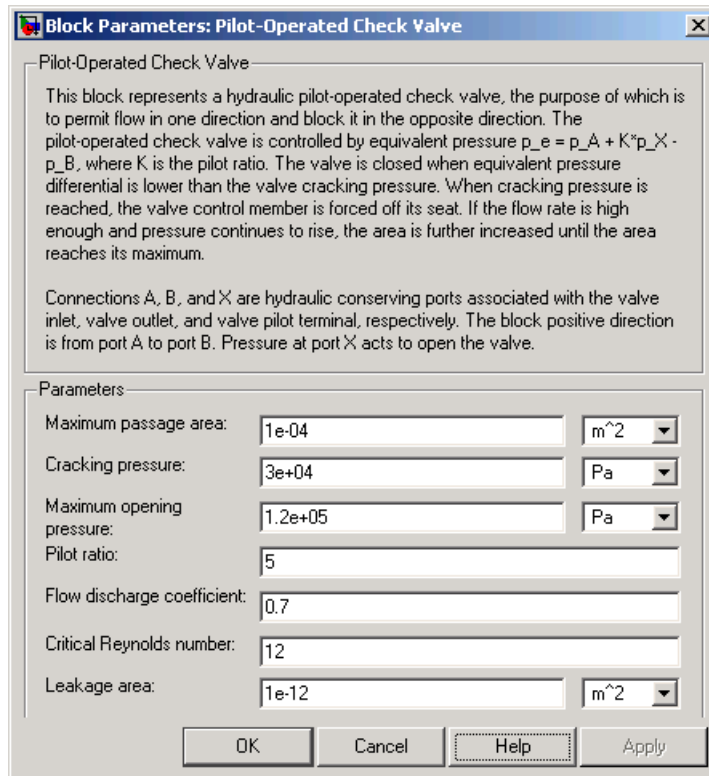 Block Parameters: Pilot-Operated Check Valve
Pilot-Operated Check Valve
This block represents a hydraulic pilot-operated check valve, the purpose of which is
to permit flow in one direction and block it in the opposite direction. The
pilot-operated check valve is controlled by equivalent pressure p_e = p_A + K*p_X -
p_B, where K is the pilot ratio. The valve is closed when equivalent pressure
differential is lower than the valve cracking pressure. When cracking pressure is
reached, the valve control member is forced off its seat. If the flow rate is high
enough and pressure continues to rise, the area is further increased until the area
reaches its maximum.
Connections A, B, and X are hydraulic conserving ports associated with the valve
inlet, valve outlet, and valve pilot terminal, respectively. The block positive direction
is from port A to port B. Pressure at port X acts to open the valve.
Parameters
Maximum passage area: 1e-04 m^2
Cracking pressure: 3e+04 Pa
Maximum opening
pressure: 1.2e+05 Pa
Pilot ratio: 5
Flow discharge coefficient: 0.7
Critical Reynolds number: 12
Leakage area: 1e-12 m^2
OK Cancel Help Apply